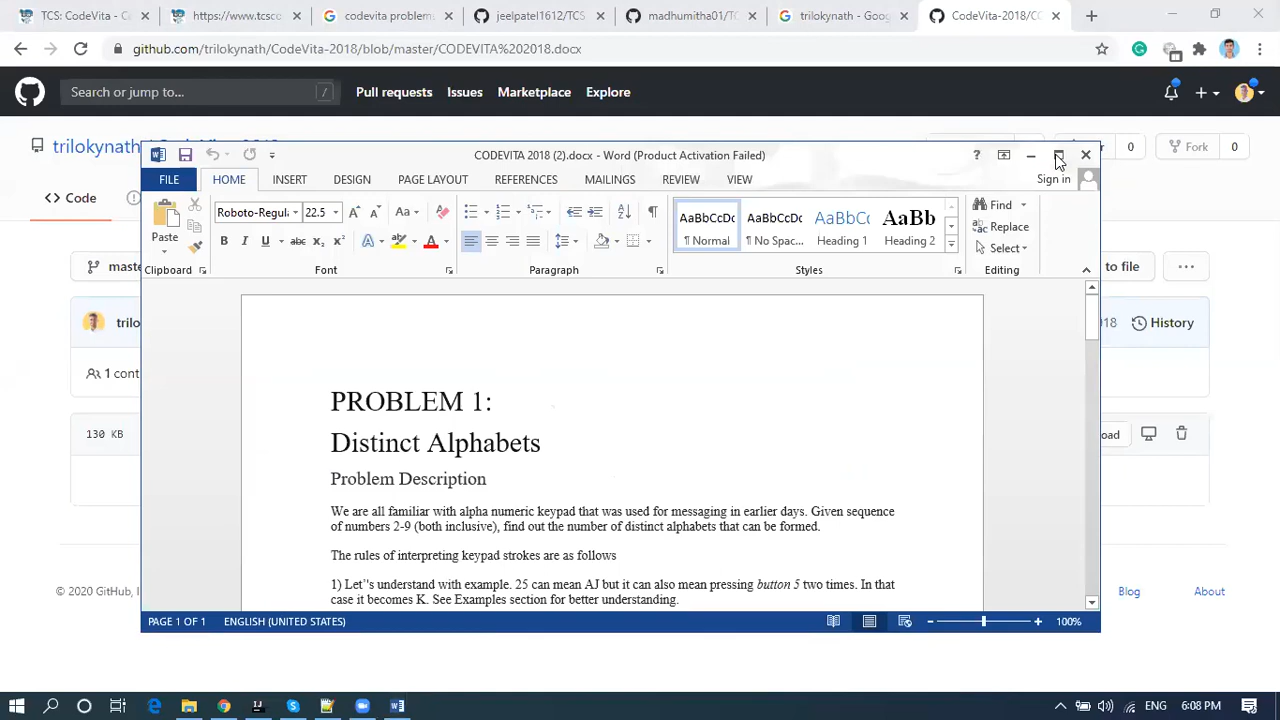 TCS: CodeVita - G
https://www.tcsco
codevita problem
jeelpatel1612/TCS
madhumitha01/TC
trilokynath - Goog
CodeVita-2018/CO
github.com/trilokynath/CodeVita-2018/blob/master/CODEVITA%202018.docx
Search or jump to...
/
Pull requests
Issues
Marketplace
Explore
trilokynath
0
Fork
0
CODEVITA 2018 (2).docx - Word (Product Activation Failed)
FILE
HOME
INSERT
DESIGN
PAGE LAYOUT
REFERENCES
MAILINGS
REVIEW
VIEW
Sign in
Code
Paste
Clipboard
Roboto-Regul
22.5
Font
Paragraph
AaBbCcDc
¶ Normal
AaBbCcDc
¶ No Spac...
AaBbCc
Heading 1
AaBb
Heading 2
Styles
Find
Replace
Select
Editing
mast
to file
...
trilo
018
History
1 cont
130 KB
oad
PROBLEM 1:
Distinct Alphabets
Problem Description
We are all familiar with alpha numeric keypad that was used for messaging in earlier days. Given sequence
of numbers 2-9 (both inclusive), find out the number of distinct alphabets that can be formed.
The rules of interpreting keypad strokes are as follows
1) Let''s understand with example. 25 can mean AJ but it can also mean pressing button 5 two times. In that
case it becomes K. See Examples section for better understanding.
© 2020 GitHub, I
Blog
About
PAGE 1 OF 1
ENGLISH (UNITED STATES)
100%
ENG
6:08 PM